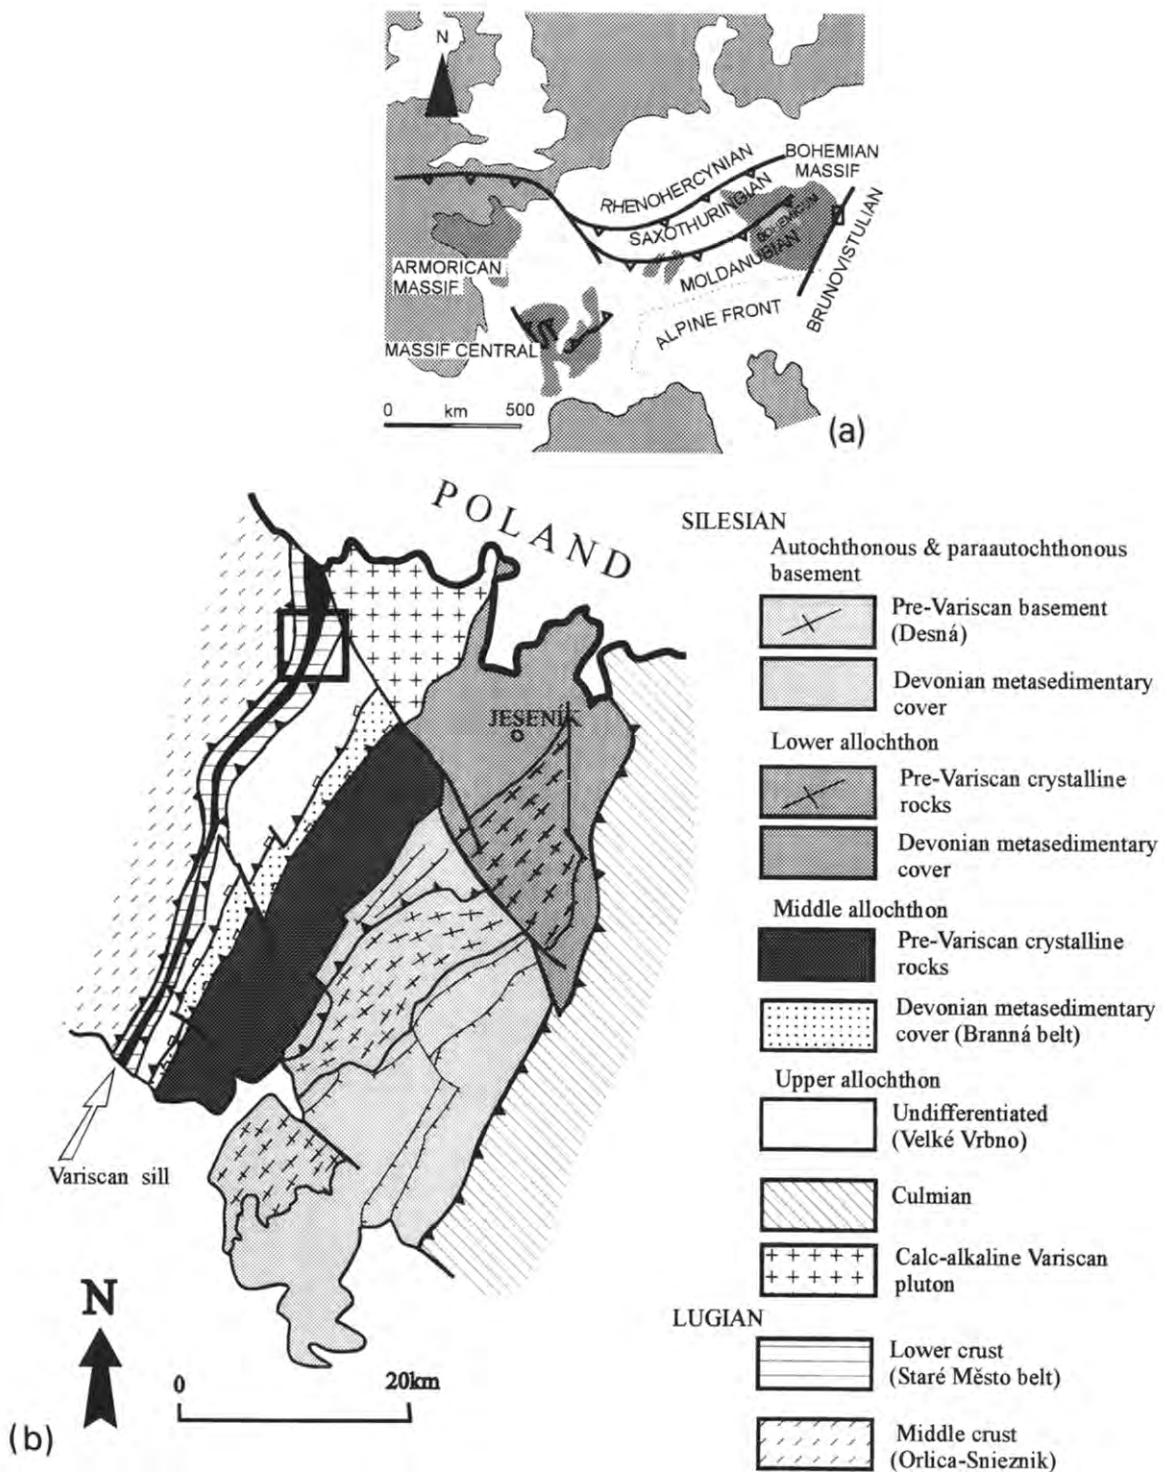 N
BOHEMIAN
MASSIF
RHENOHERCYNIAN
SAXOTHURINGIAN
BOHEMICUM
MOLDANUBIAN
BRUNOVISTULIAN
ARMORICAN
MASSIF
ALPINE FRONT
MASSIF CENTRAL
0 km 500
(a)
POLAND
JESENÍK
Variscan sill
N
0 20km
(b)
SILESIAN
Autochthonous & paraautochthonous
basement
Pre-Variscan basement
(Desná)
Devonian metasedimentary
cover
Lower allochthon
Pre-Variscan crystalline
rocks
Devonian metasedimentary
cover
Middle allochthon
Pre-Variscan crystalline
rocks
Devonian metasedimentary
cover (Branná belt)
Upper allochthon
Undifferentiated
(Velké Vrbno)
Culmian
Calc-alkaline Variscan
pluton
LUGIAN
Lower crust
(Staré Město belt)
Middle crust
(Orlica-Snieznik)